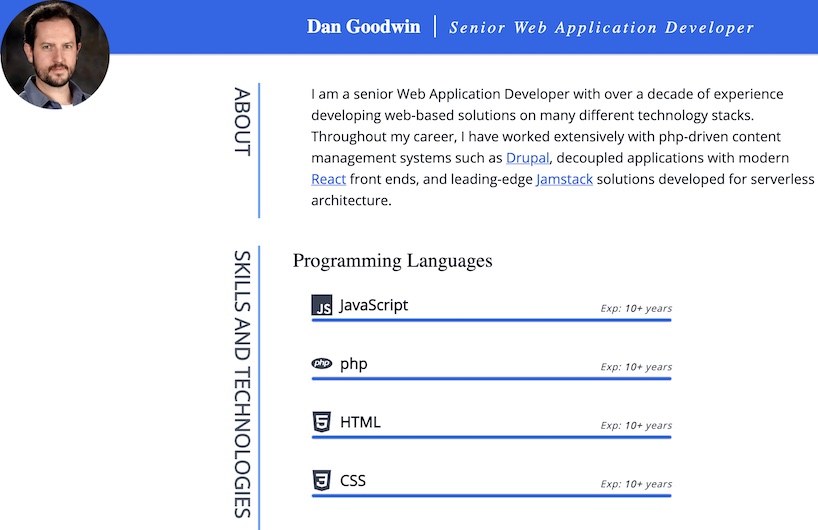 Dan Goodwin | Senior Web Application Developer
ABOUT
I am a senior Web Application Developer with over a decade of experience
developing web-based solutions on many different technology stacks.
Throughout my career, I have worked extensively with php-driven content
management systems such as Drupal, decoupled applications with modern
React front ends, and leading-edge Jamstack solutions developed for serverless
architecture.
SKILLS AND TECHNOLOGIES
Programming Languages
JS JavaScript Exp: 10+ years
php php Exp: 10+ years
5 HTML Exp: 10+ years
3 CSS Exp: 10+ years